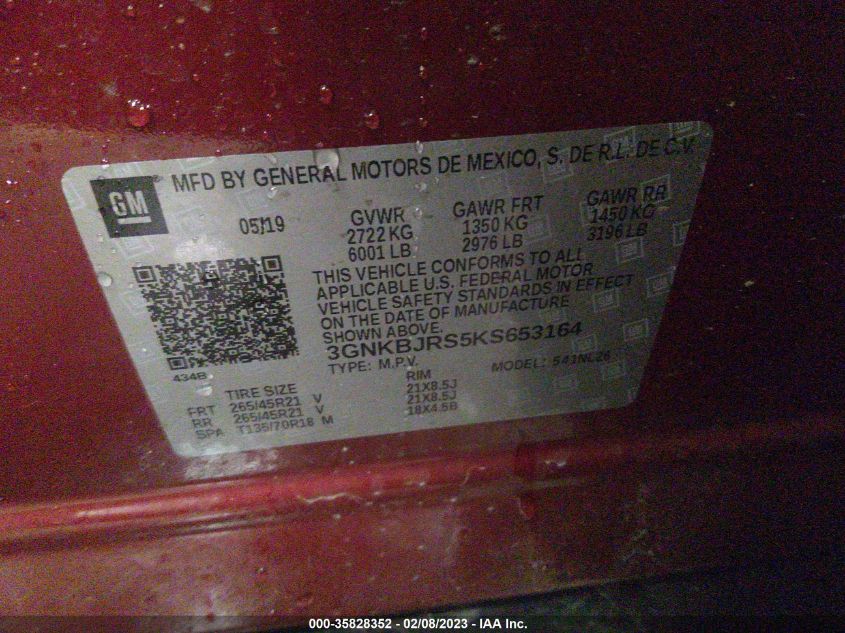 GM
MFD BY GENERAL MOTORS DE MEXICO, S. DE R.L. DE C.V.
05/19 GVWR GAWR FRT GAWR RR
2722 KG 1350 KG 1450 KG
6001 LB 2976 LB 3196 LB
THIS VEHICLE CONFORMS TO ALL
APPLICABLE U.S. FEDERAL MOTOR
VEHICLE SAFETY STANDARDS IN EFFECT
ON THE DATE OF MANUFACTURE
SHOWN ABOVE.
3GNKBJRS5KS653164
TYPE: M.P.V. MODEL: 541NL26
434B
TIRE SIZE RIM
FRT 265/45R21 V 21X8.5J
RR 265/45R21 V 21X8.5J
SPA T135/70R18 M 18X4.5B
000-35828352 - 02/08/2023 - IAA Inc.